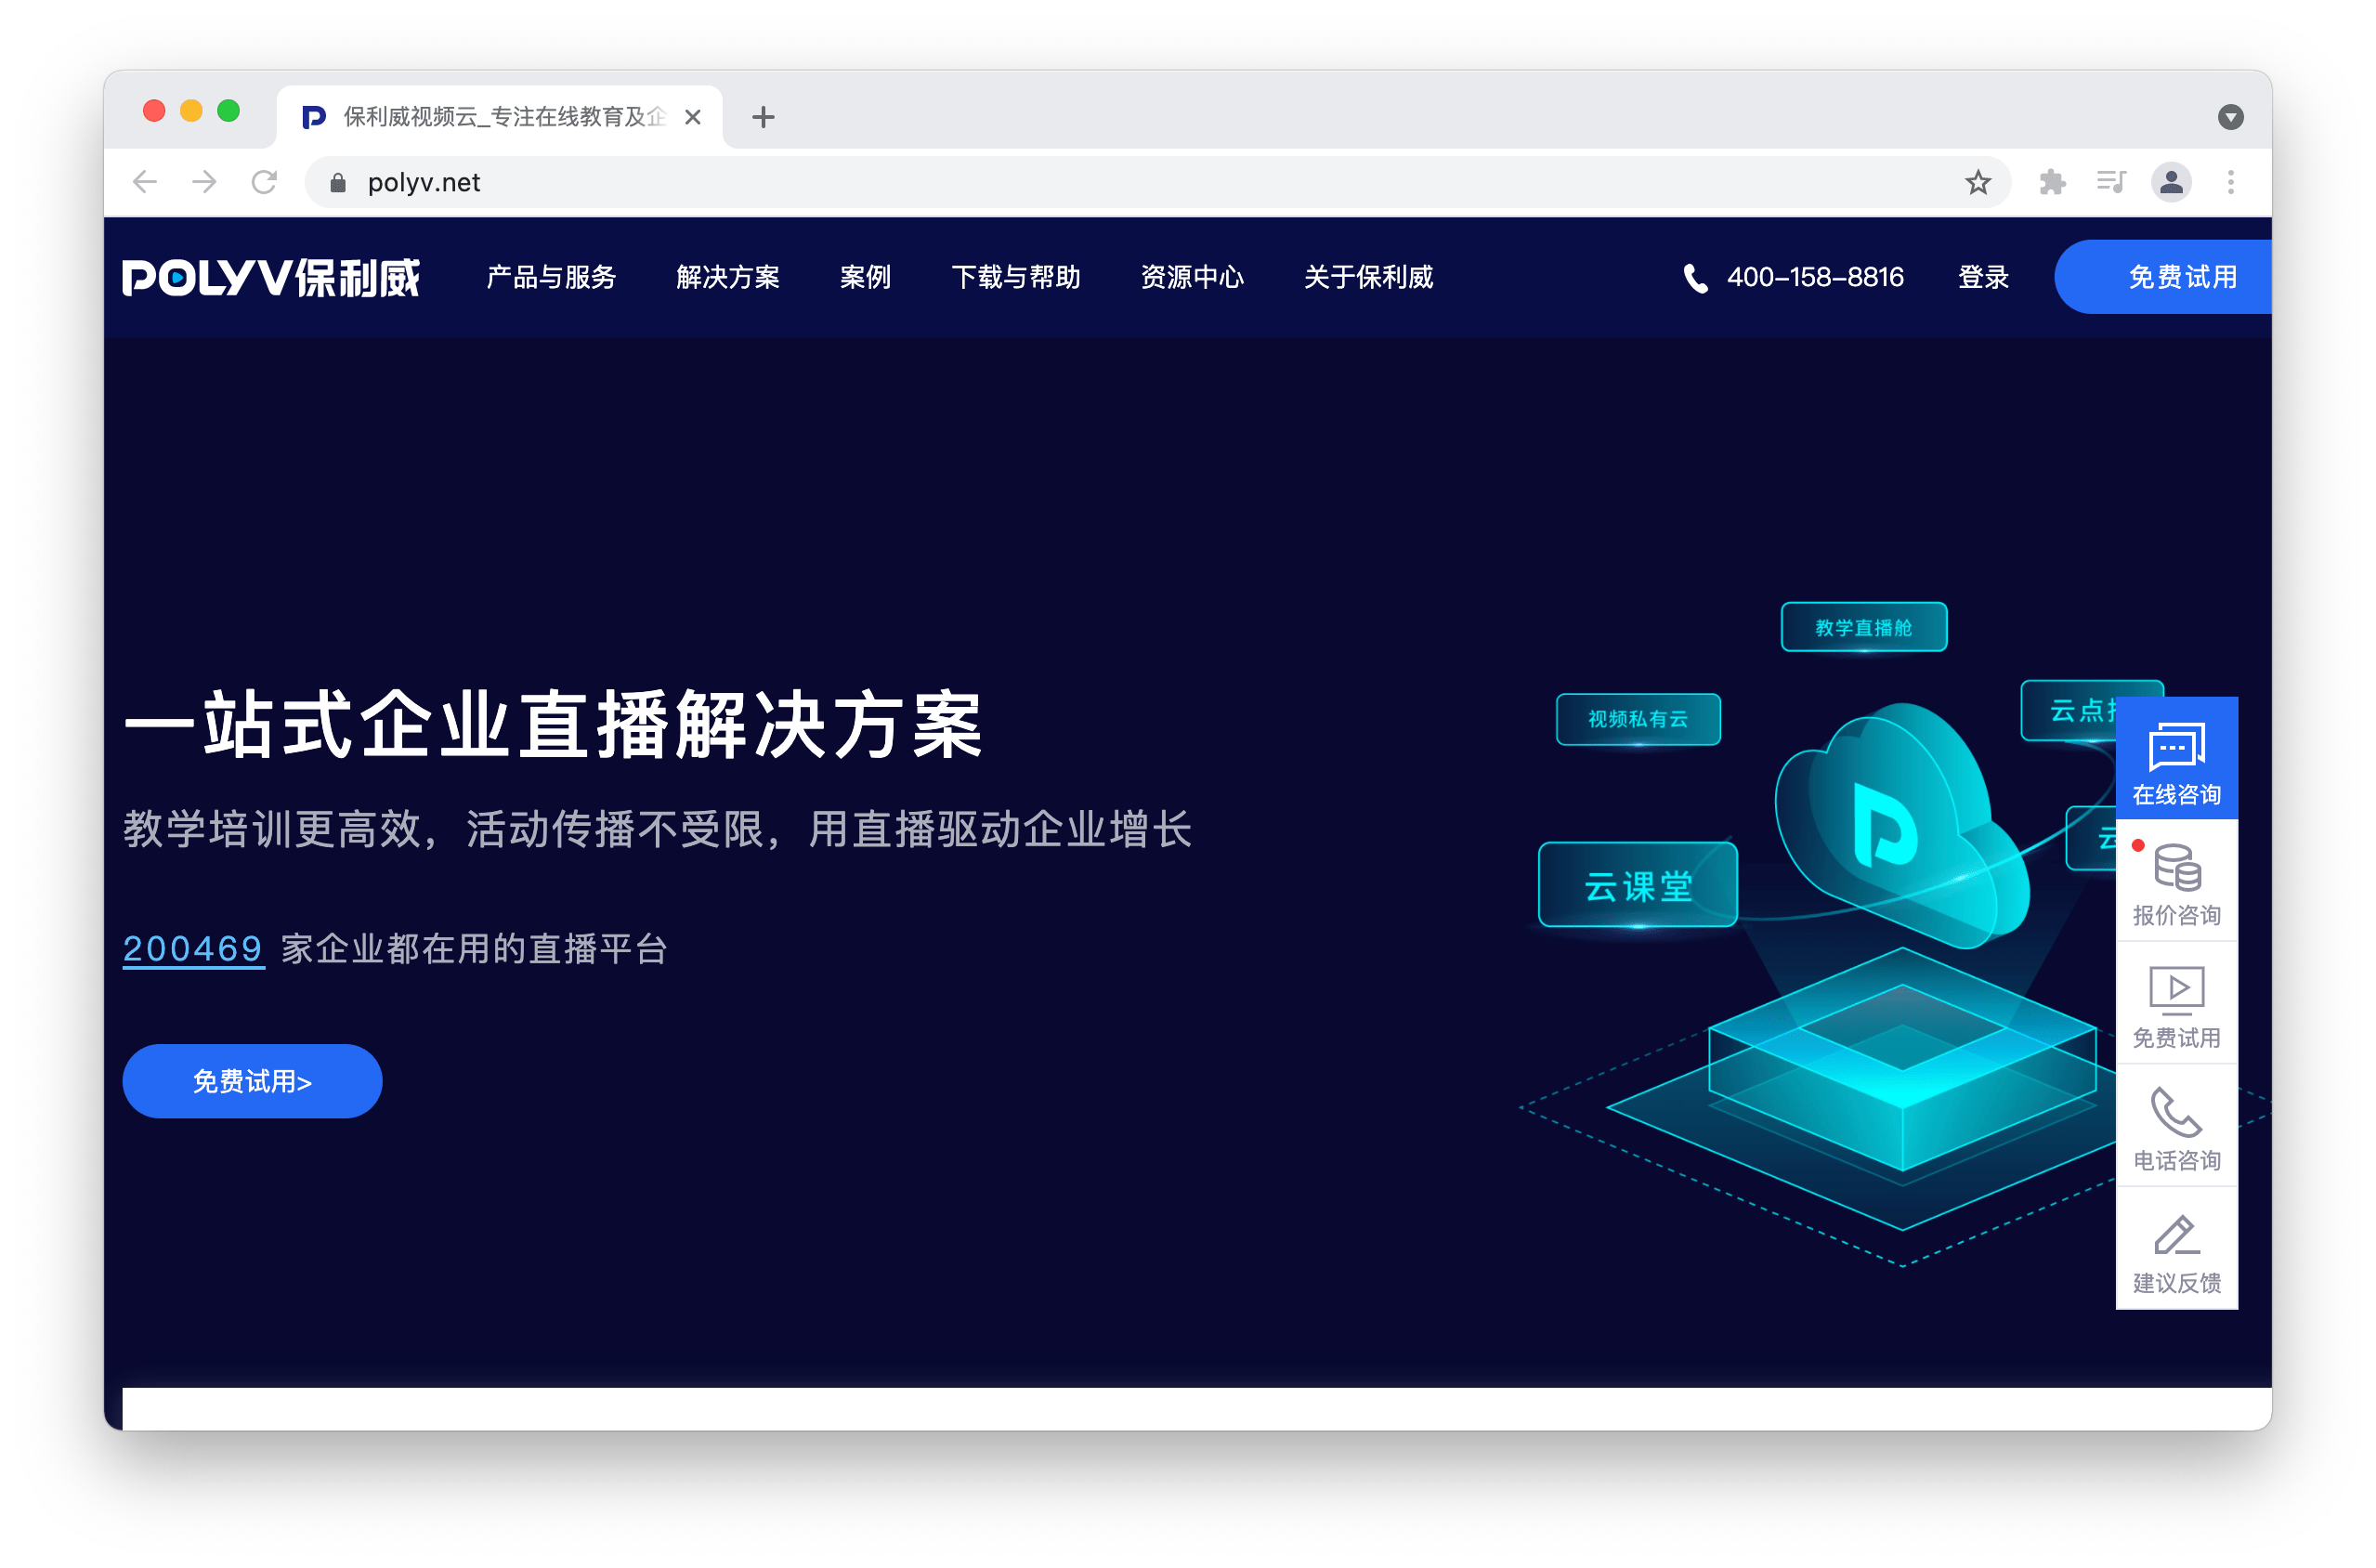 保利威视频云_专注在线教育及企
polyv.net
POLYV保利威 产品与服务 解决方案 案例 下载与帮助 资源中心 关于保利威 400-158-8816 登录 免费试用
教学直播舱
视频私有云
云点
云课堂
云
一站式企业直播解决方案
教学培训更高效，活动传播不受限，用直播驱动企业增长
200469 家企业都在用的直播平台
免费试用>
在线咨询
报价咨询
免费试用
电话咨询
建议反馈